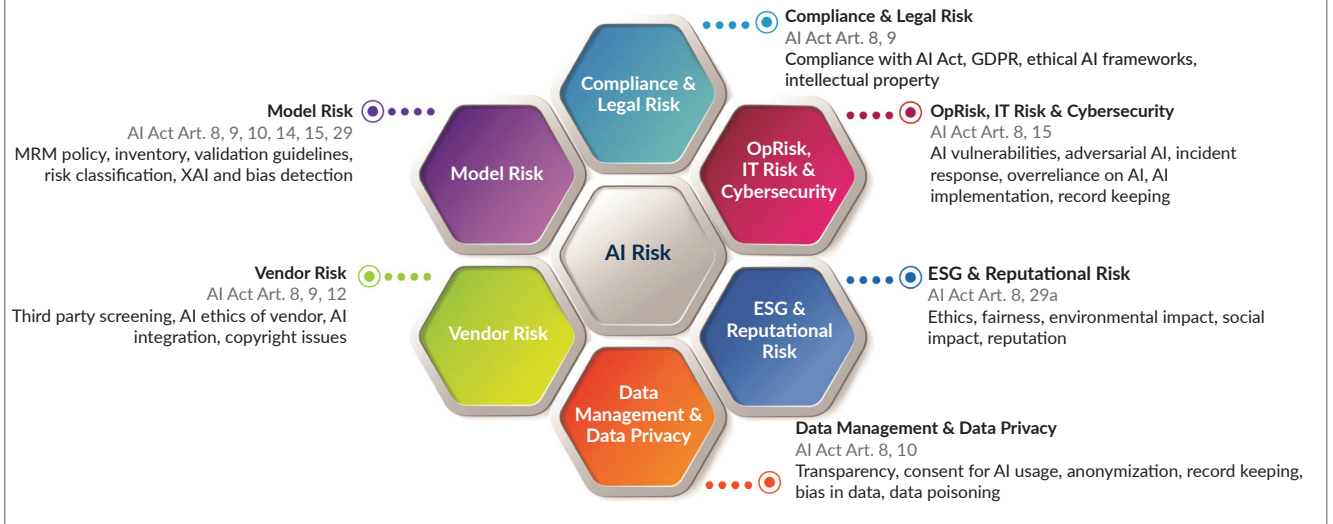 Compliance & Legal Risk
AI Act Art. 8, 9
Compliance with AI Act, GDPR, ethical AI frameworks,
intellectual property
Compliance &
Legal Risk
Model Risk
AI Act Art. 8, 9, 10, 14, 15, 29
MRM policy, inventory, validation guidelines,
risk classification, XAI and bias detection
Model Risk
OpRisk,
IT Risk &
Cybersecurity
OpRisk, IT Risk & Cybersecurity
AI Act Art. 8, 15
AI vulnerabilities, adversarial AI, incident
response, overreliance on AI, AI
implementation, record keeping
AI Risk
Vendor Risk
AI Act Art. 8, 9, 12
Third party screening, AI ethics of vendor, AI
integration, copyright issues
Vendor Risk
ESG &
Reputational
Risk
ESG & Reputational Risk
AI Act Art. 8, 29a
Ethics, fairness, environmental impact, social
impact, reputation
Data
Management &
Data Privacy
Data Management & Data Privacy
AI Act Art. 8, 10
Transparency, consent for AI usage, anonymization, record keeping,
bias in data, data poisoning